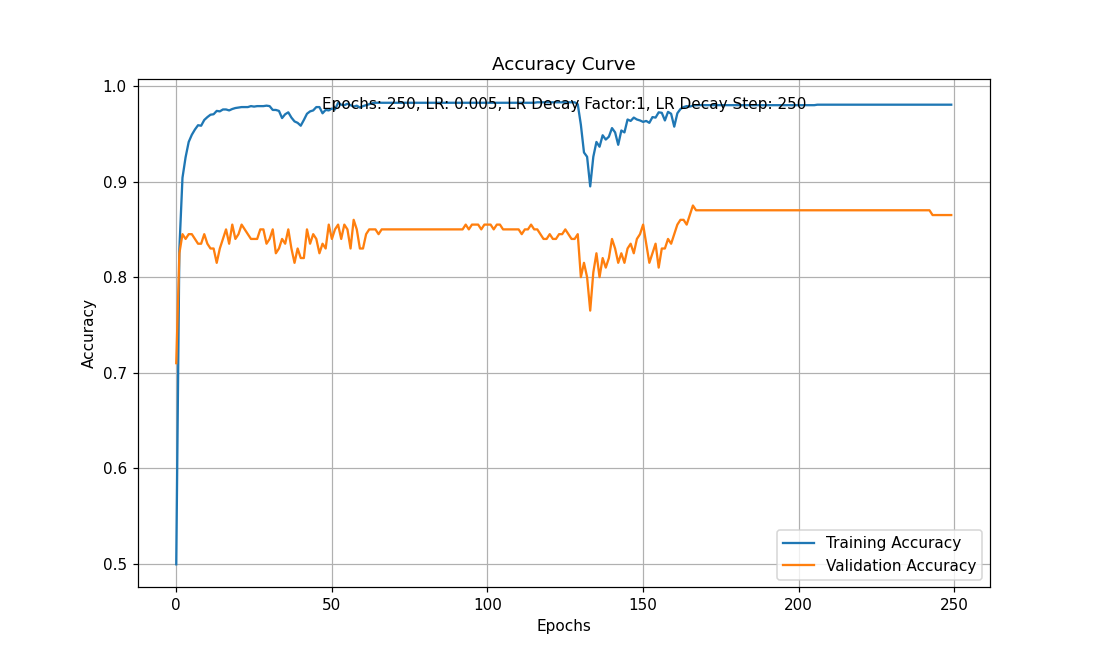 Accuracy Curve
Epochs: 250, LR: 0.005, LR Decay Factor:1, LR Decay Step: 250
1.0
0.9
0.8
0.7
0.6
0.5
Accuracy
0 50 100 150 200 250
Epochs
Training Accuracy
Validation Accuracy